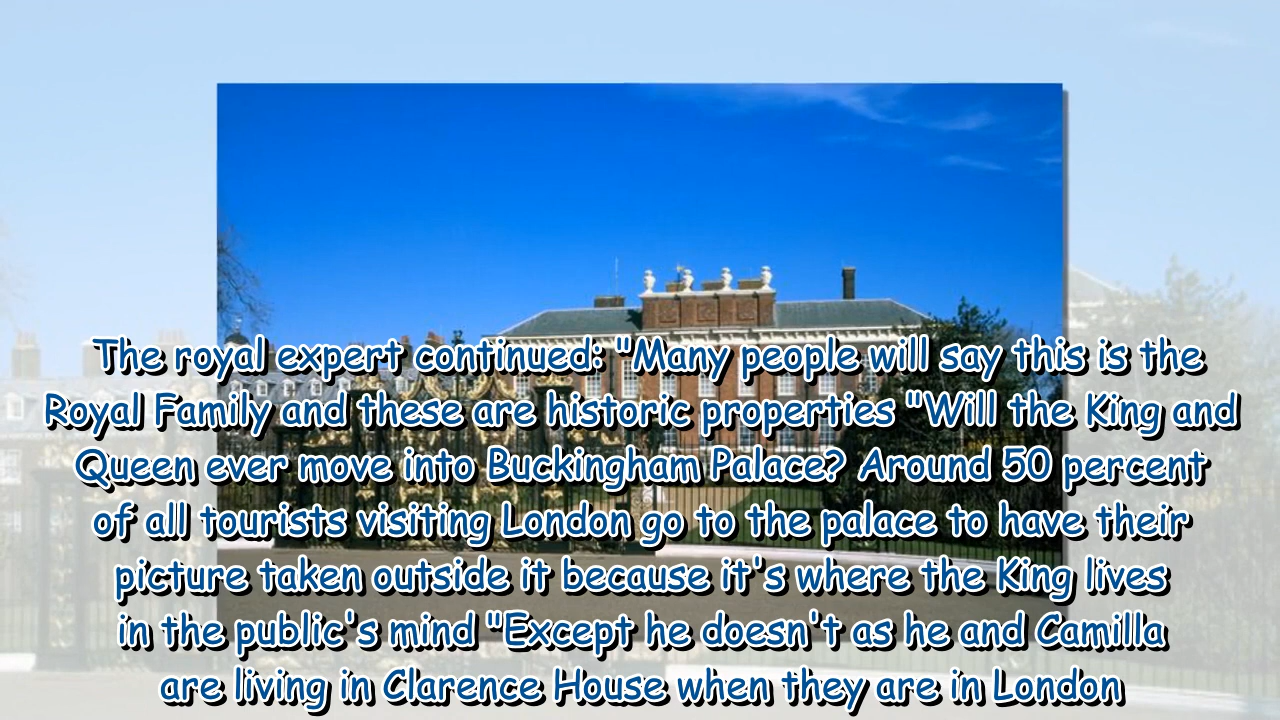 The royal expert continued: "Many people will say this is the
Royal Family and these are historic properties "Will the King and
Queen ever move into Buckingham Palace? Around 50 percent
of all tourists visiting London go to the palace to have their
picture taken outside it because it's where the King lives
in the public's mind "Except he doesn't as he and Camilla
are living in Clarence House when they are in London